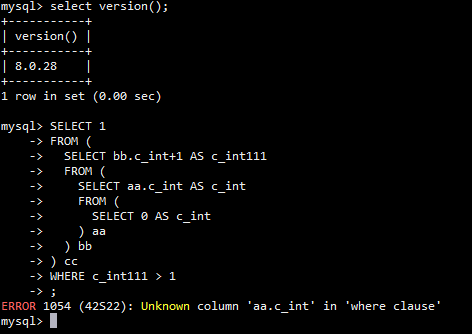 mysql> select version();
+-----------+
| version() |
+-----------+
| 8.0.28    |
+-----------+
1 row in set (0.00 sec)

mysql> SELECT 1
    -> FROM (
    ->   SELECT bb.c_int+1 AS c_int111
    ->   FROM (
    ->     SELECT aa.c_int AS c_int
    ->     FROM (
    ->       SELECT 0 AS c_int
    ->     ) aa
    ->   ) bb
    -> ) cc
    -> WHERE c_int111 > 1
    -> ;
ERROR 1054 (42S22): Unknown column 'aa.c_int' in 'where clause'
mysql>